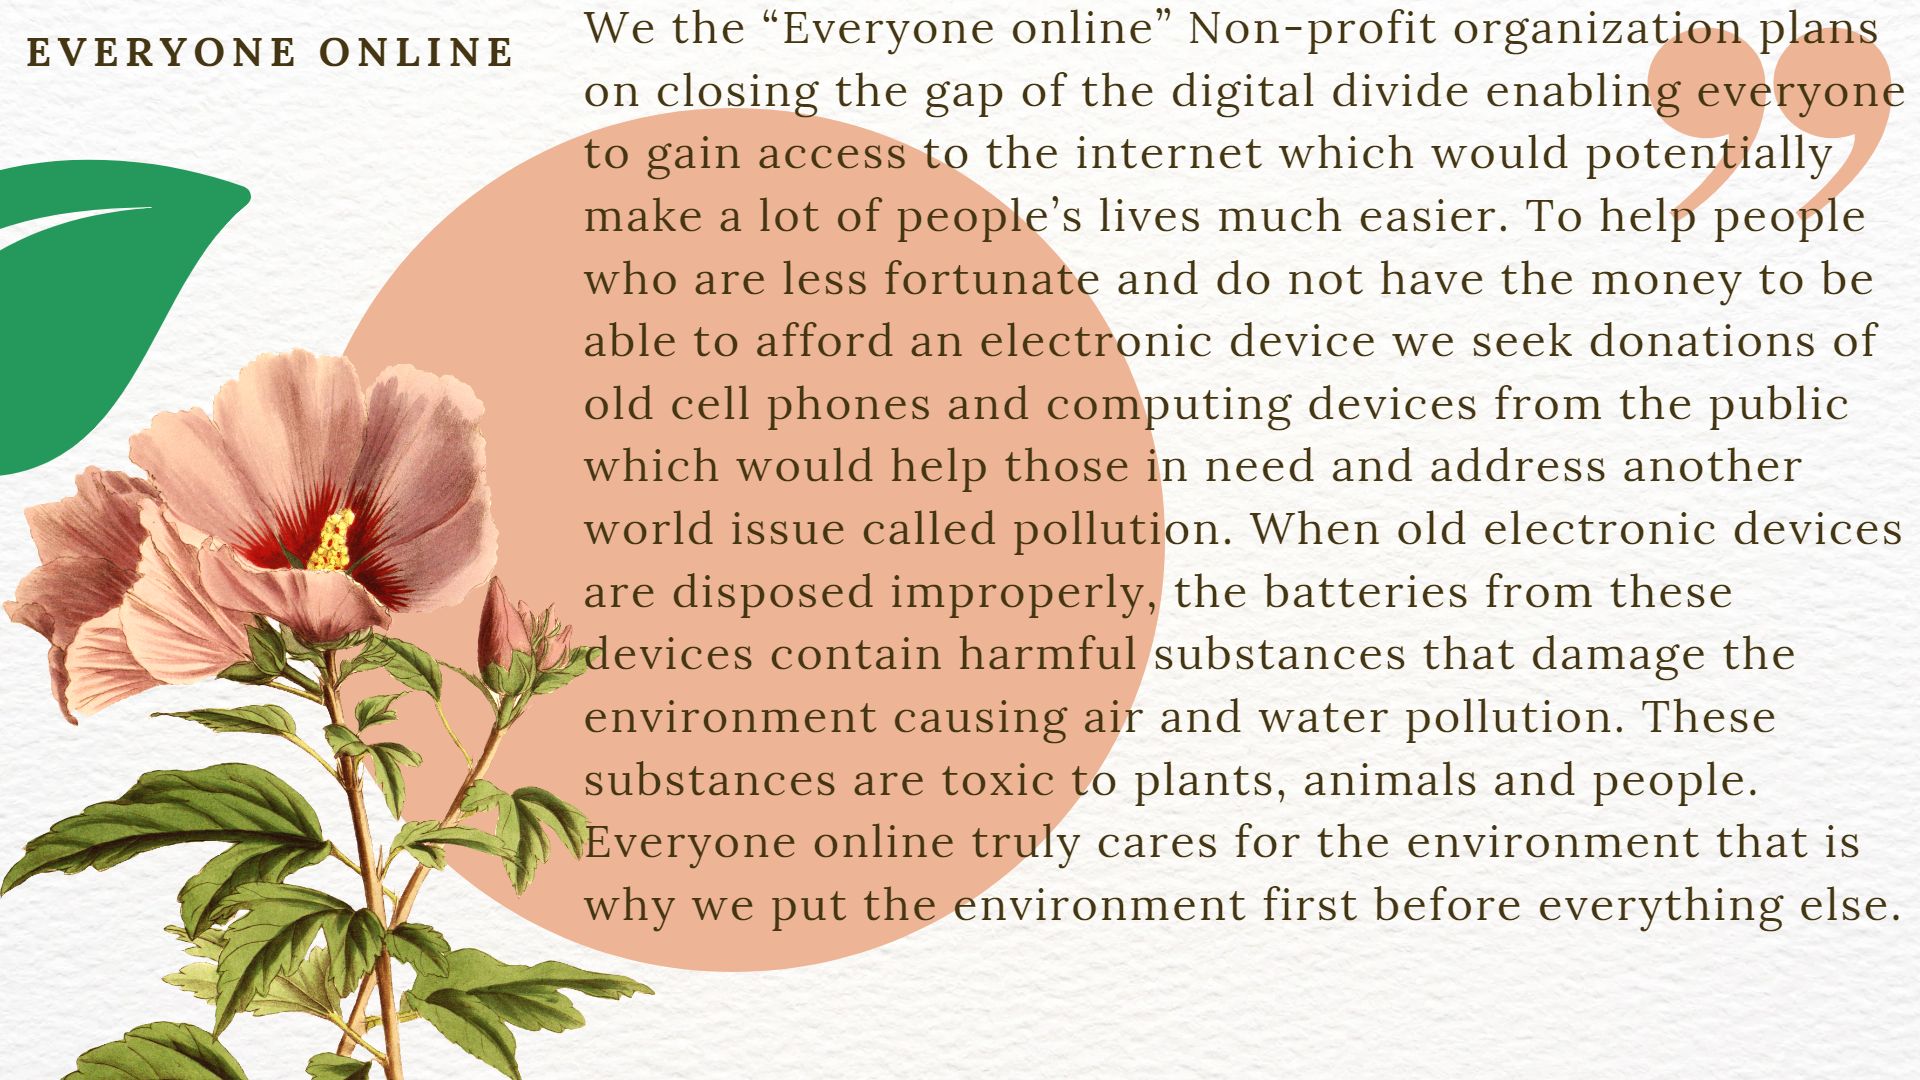 EVERYONE ONLINE
We the “Everyone online” Non-profit organization plans
on closing the gap of the digital divide enabling everyone
to gain access to the internet which would potentially
make a lot of people’s lives much easier. To help people
who are less fortunate and do not have the money to be
able to afford an electronic device we seek donations of
old cell phones and computing devices from the public
which would help those in need and address another
world issue called pollution. When old electronic devices
are disposed improperly, the batteries from these
devices contain harmful substances that damage the
environment causing air and water pollution. These
substances are toxic to plants, animals and people.
Everyone online truly cares for the environment that is
why we put the environment first before everything else.